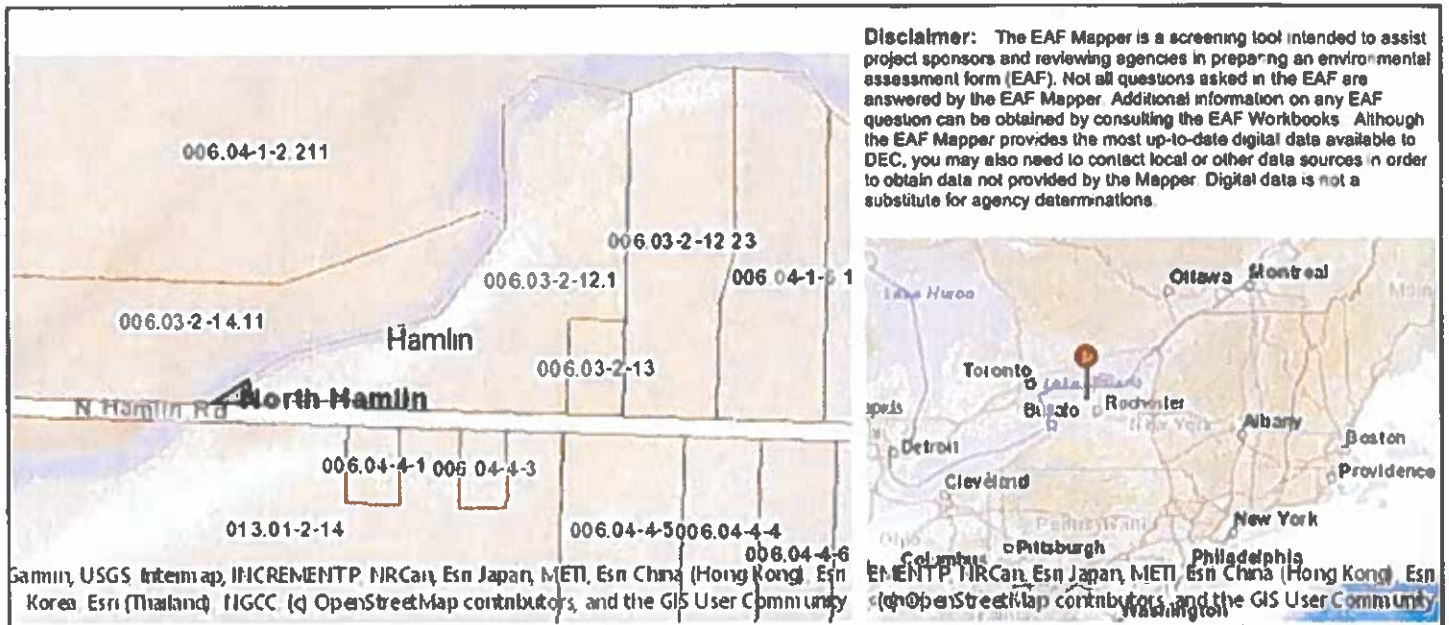 Disclaimer: The EAF Mapper is a screening tool intended to assist
project sponsors and reviewing agencies in preparing an environmental
assessment form (EAF). Not all questions asked in the EAF are
answered by the EAF Mapper. Additional information on any EAF
question can be obtained by consulting the EAF Workbooks. Although
the EAF Mapper provides the most up-to-date digital data available to
DEC, you may also need to contact local or other data sources in order
to obtain data not provided by the Mapper. Digital data is not a
substitute for agency determinations.
006.04-1-2.211
006.03-2-12.23
006.03-2-12.1
006.04-1-6.1
006.03-2-14.11
Hamlin
006.03-2-13
North Hamlin
N Hamlin Rd
006.04-4-1
006.04-4-3
013.01-2-14
006.04-4-5
006.04-4-4
006.04-4-6
Garmin, USGS, Intermap, INCREMENT P, NRCan, Esri Japan, METI, Esri China (Hong Kong), Esri
Korea, Esri (Thailand), NGCC, (c) OpenStreetMap contributors, and the GIS User Community
Ottawa
Montreal
Lake Huron
Toronto
Buffalo
Rochester
New York
Albany
Boston
Detroit
Providence
Cleveland
New York
Pennsylvania
Ohio
Pittsburgh
Columbus
Philadelphia
EMENT P, NRCan, Esri Japan, METI, Esri China (Hong Kong), Esri
(c) OpenStreetMap contributors, and the GIS User Community
Washington